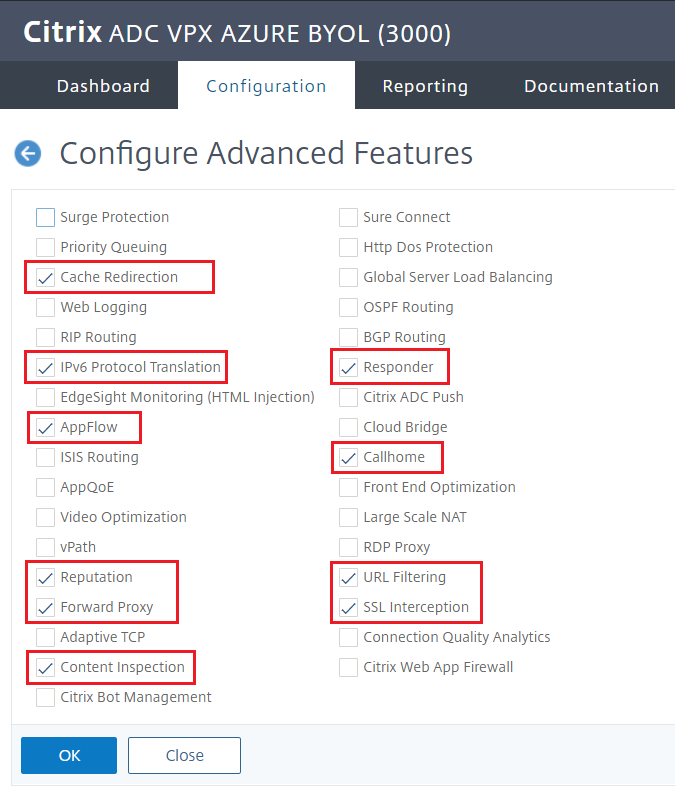 Citrix ADC VPX AZURE BYOL (3000)
Dashboard Configuration Reporting Documentation
Configure Advanced Features
Surge Protection Sure Connect
Priority Queuing Http Dos Protection
Cache Redirection Global Server Load Balancing
Web Logging OSPF Routing
RIP Routing BGP Routing
IPv6 Protocol Translation Responder
EdgeSight Monitoring (HTML Injection) Citrix ADC Push
AppFlow Cloud Bridge
ISIS Routing Callhome
AppQoE Front End Optimization
Video Optimization Large Scale NAT
vPath RDP Proxy
Reputation URL Filtering
Forward Proxy SSL Interception
Adaptive TCP Connection Quality Analytics
Content Inspection Citrix Web App Firewall
Citrix Bot Management
OK Close